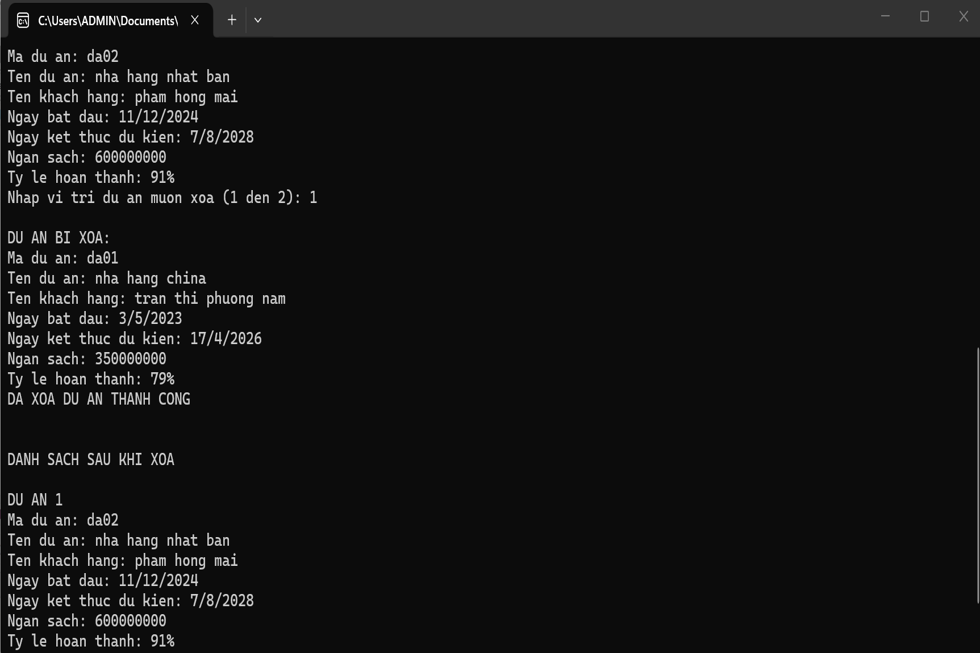 C:\Users\ADMIN\Documents\
Ma du an: da02
Ten du an: nha hang nhat ban
Ten khach hang: pham hong mai
Ngay bat dau: 11/12/2024
Ngay ket thuc du kien: 7/8/2028
Ngan sach: 600000000
Ty le hoan thanh: 91%
Nhap vi tri du an muon xoa (1 den 2): 1
DU AN BI XOA:
Ma du an: da01
Ten du an: nha hang china
Ten khach hang: tran thi phuong nam
Ngay bat dau: 3/5/2023
Ngay ket thuc du kien: 17/4/2026
Ngan sach: 350000000
Ty le hoan thanh: 79%
DA XOA DU AN THANH CONG
DANH SACH SAU KHI XOA
DU AN 1
Ma du an: da02
Ten du an: nha hang nhat ban
Ten khach hang: pham hong mai
Ngay bat dau: 11/12/2024
Ngay ket thuc du kien: 7/8/2028
Ngan sach: 600000000
Ty le hoan thanh: 91%